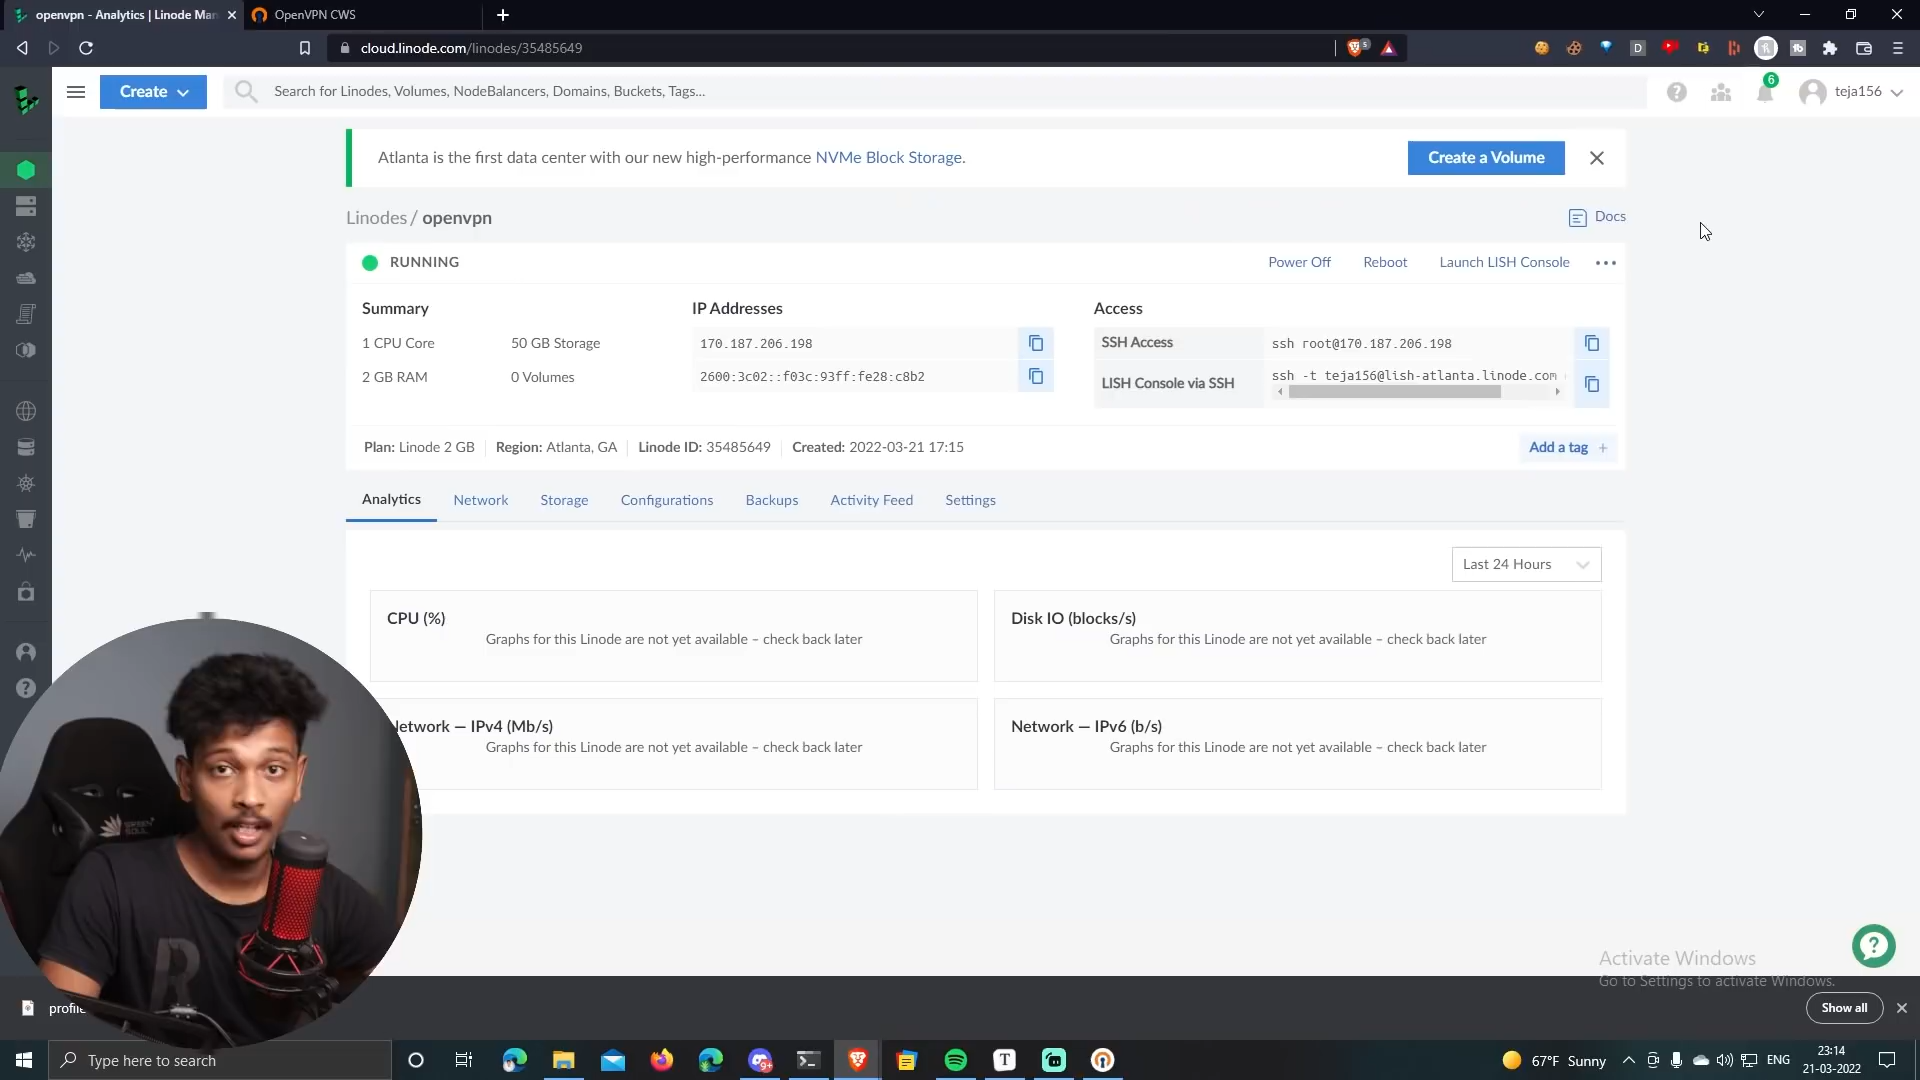 openvpn - Analytics | Linode Man
OpenVPN CWS
cloud.linode.com/linodes/35485649
5
Create
Search for Linodes, Volumes, NodeBalancers, Domains, Buckets, Tags...
6
teja156
Atlanta is the first data center with our new high-performance NVMe Block Storage.
Create a Volume
Linodes / openvpn
Docs
RUNNING
Power Off
Reboot
Launch LISH Console
Summary
IP Addresses
Access
1 CPU Core
50 GB Storage
170.187.206.198
SSH Access
ssh root@170.187.206.198
2 GB RAM
0 Volumes
2600:3c02::f03c:93ff:fe28:c8b2
LISH Console via SSH
ssh -t teja156@lish-atlanta.linode.com
Plan: Linode 2 GB
Region: Atlanta, GA
Linode ID: 35485649
Created: 2022-03-21 17:15
Add a tag +
Analytics
Network
Storage
Configurations
Backups
Activity Feed
Settings
Last 24 Hours
CPU (%)
Graphs for this Linode are not yet available – check back later
Disk IO (blocks/s)
Graphs for this Linode are not yet available – check back later
Network — IPv4 (Mb/s)
Graphs for this Linode are not yet available – check back later
Network — IPv6 (b/s)
Graphs for this Linode are not yet available – check back later
GREEN
SOUL
R
Activate Windows
Go to Settings to activate Windows.
profile
Show all
Type here to search
9+
T
67°F Sunny
ENG
23:14
21-03-2022